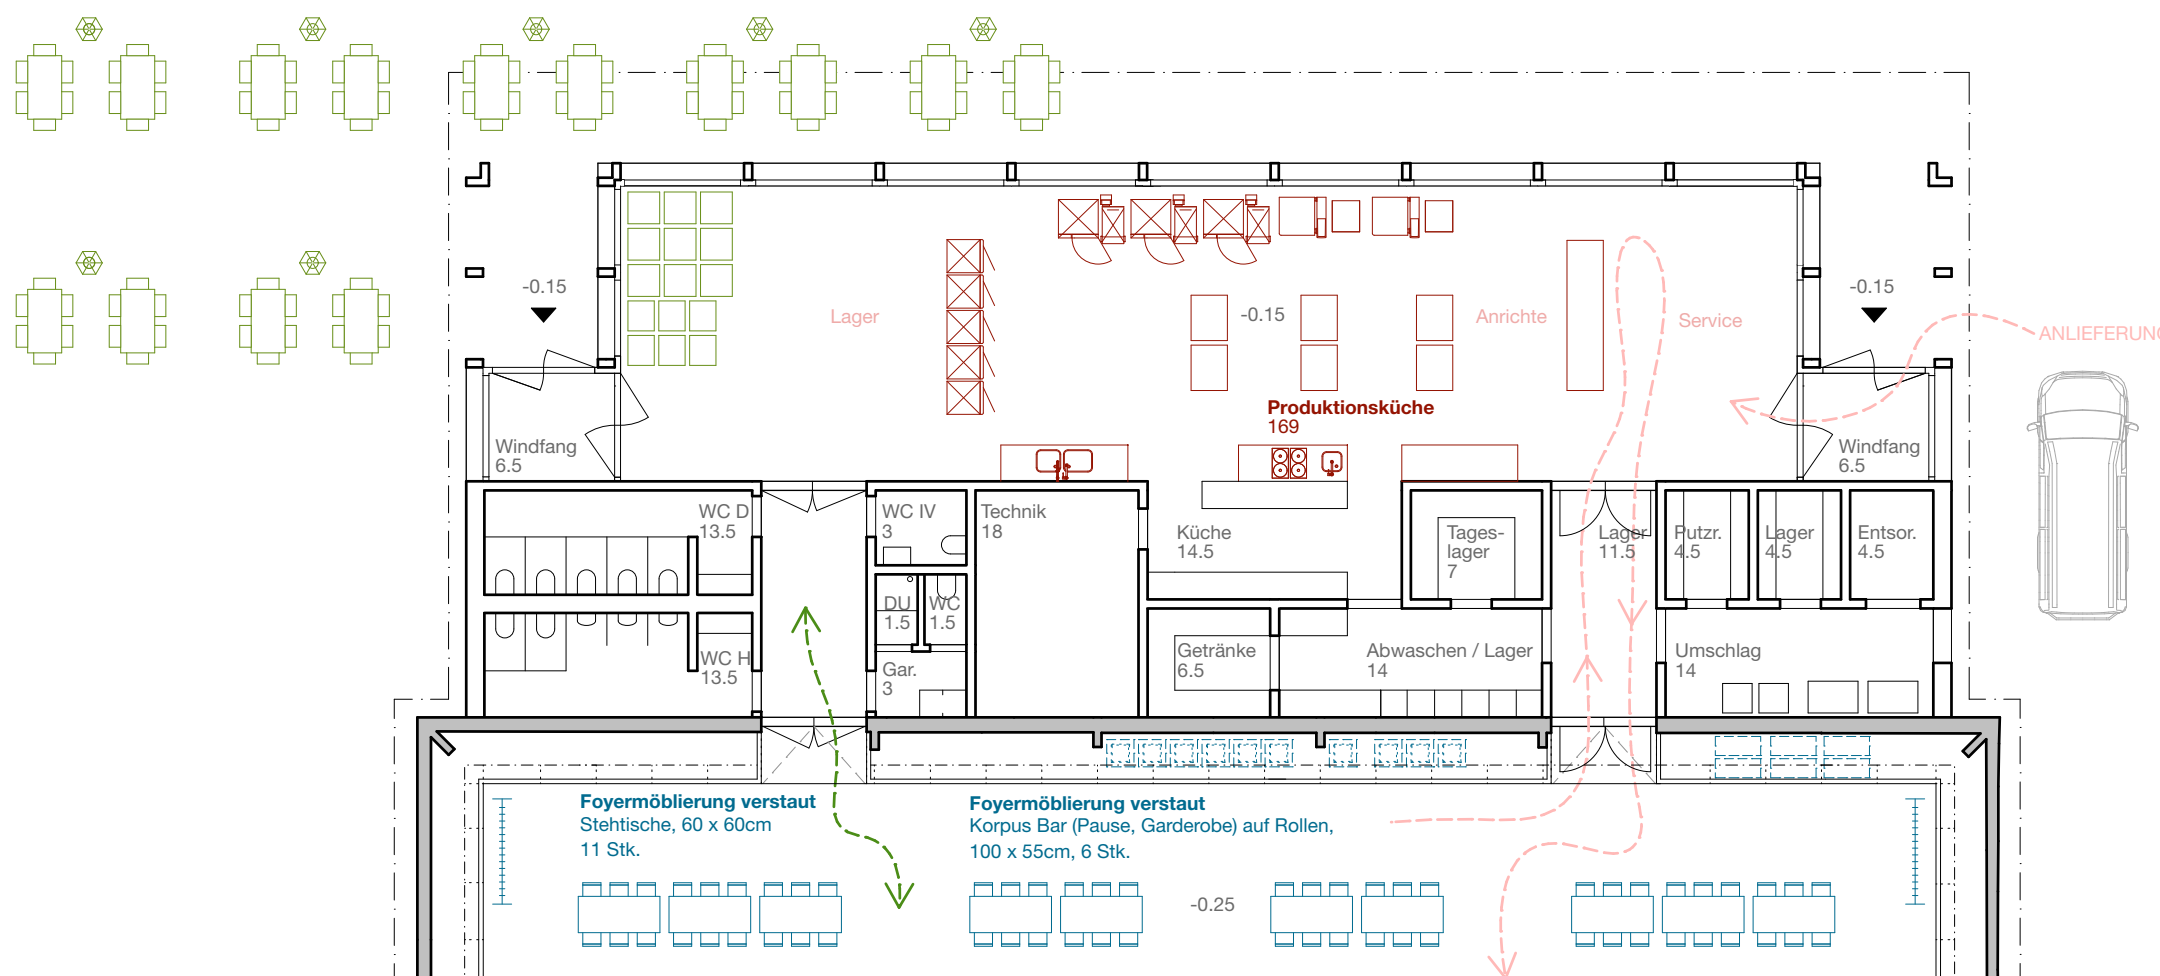 -0.15
-0.15
Lager
-0.15
Anrichte
Service
ANLIEFERUNG
Produktionsküche
169
Windfang
6.5
Windfang
6.5
WC D
13.5
WC IV
3
Technik
18
Küche
14.5
Tages-
lager
7
Lager
11.5
Putzr.
4.5
Lager
4.5
Entsor.
4.5
DU
1.5
WC
1.5
WC H
13.5
Gar.
3
Getränke
6.5
Abwaschen / Lager
14
Umschlag
14
Foyermöblierung verstaut
Stehtische, 60 x 60cm
11 Stk.
Foyermöblierung verstaut
Korpus Bar (Pause, Garderobe) auf Rollen,
100 x 55cm, 6 Stk.
-0.25